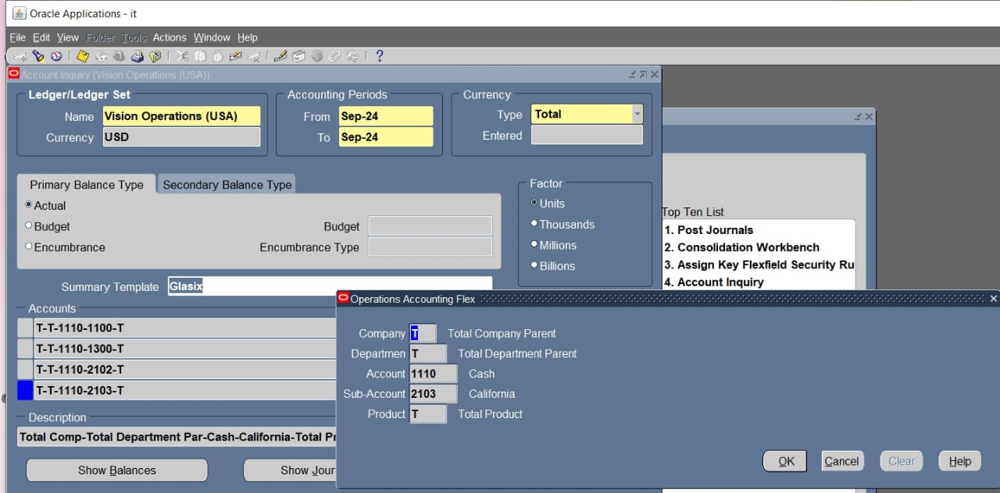 Oracle Applications - it
File Edit View Folder Tools Actions Window Help
Account Inquiry (Vision Operations (USA))
Ledger/Ledger Set
Name Vision Operations (USA)
Currency USD
Accounting Periods
From Sep-24
To Sep-24
Currency
Type Total
Entered
Primary Balance Type Secondary Balance Type
Actual
Budget Budget
Encumbrance Encumbrance Type
Factor
Units
Thousands
Millions
Billions
Top Ten List
1. Post Journals
2. Consolidation Workbench
3. Assign Key Flexfield Security Ru
4. Account Inquiry
Summary Template Glasix
Accounts
T-T-1110-1100-T
T-T-1110-1300-T
T-T-1110-2102-T
T-T-1110-2103-T
Description
Total Comp-Total Department Par-Cash-California-Total Pr
Show Balances Show Jour
Operations Accounting Flex
Company T Total Company Parent
Departmen T Total Department Parent
Account 1110 Cash
Sub-Account 2103 California
Product T Total Product
OK Cancel Clear Help